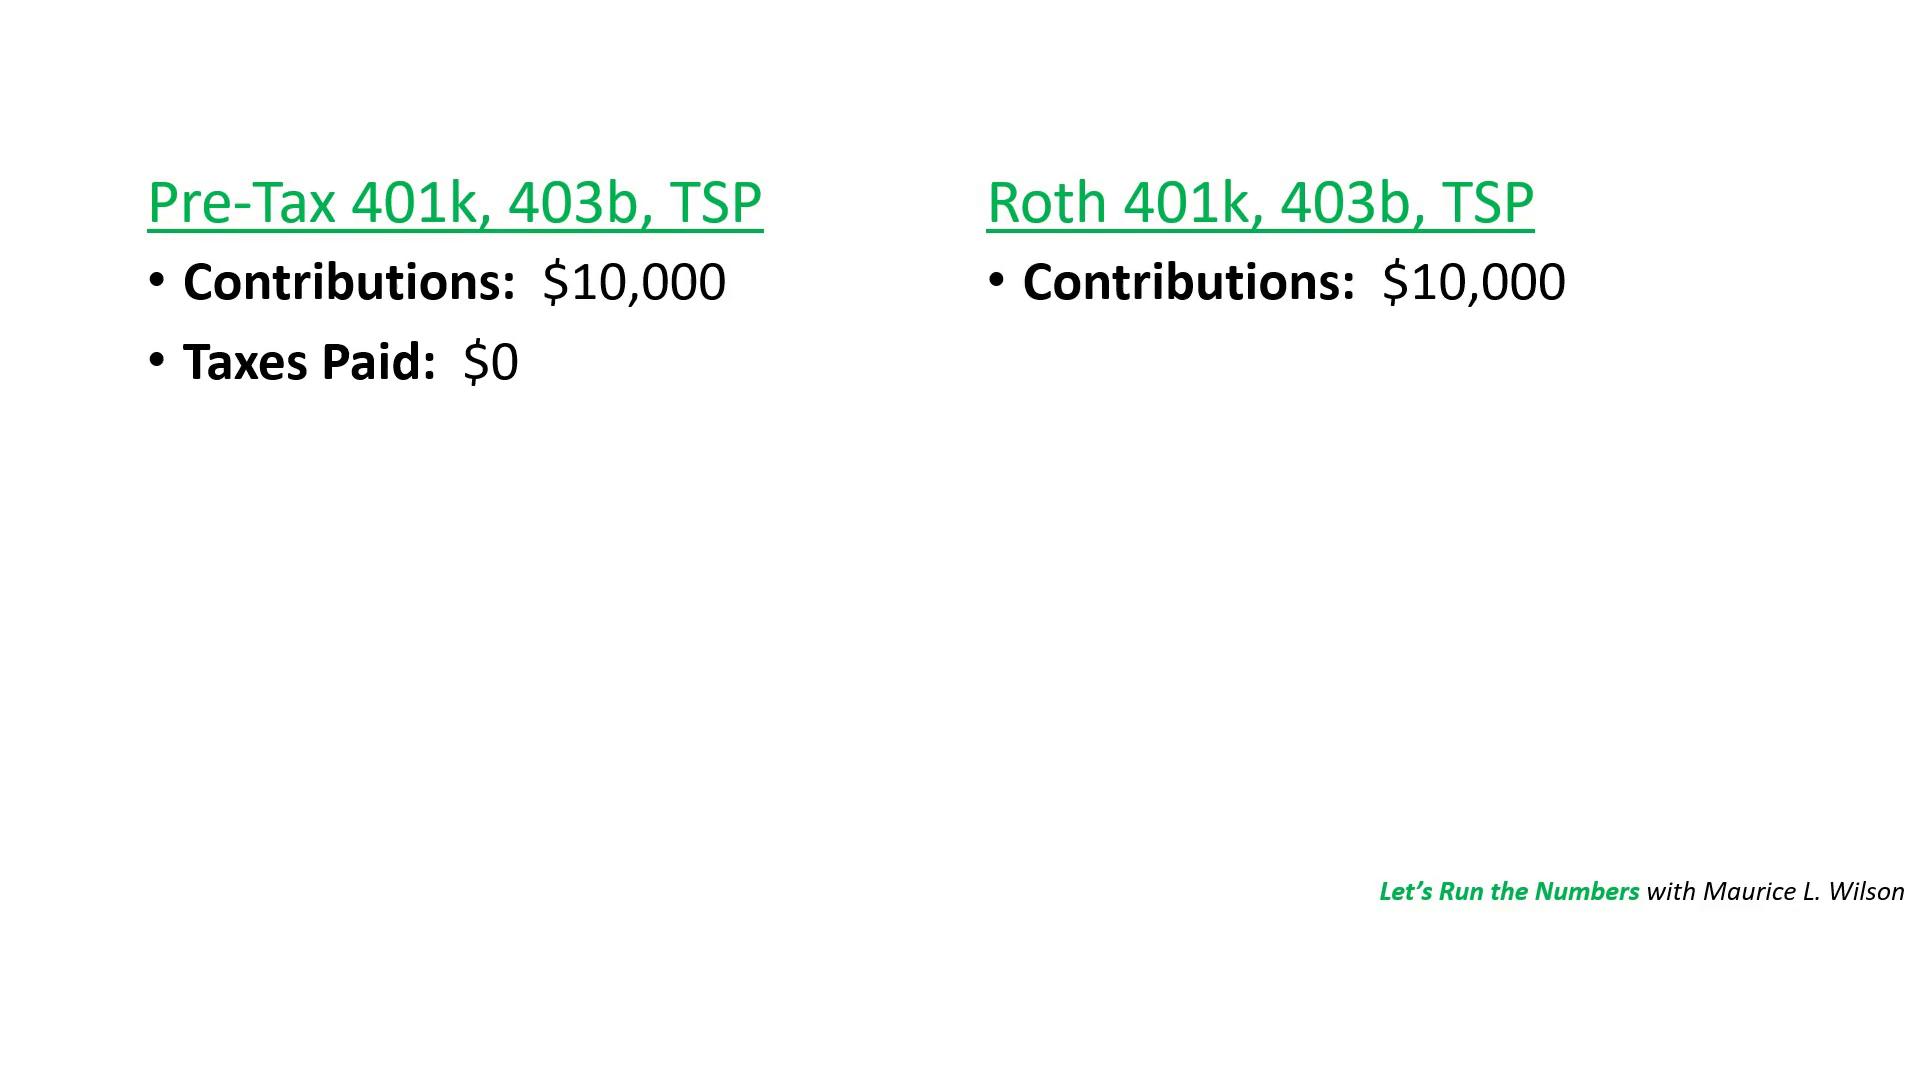 Pre-Tax 401k, 403b, TSP
• Contributions: $10,000
• Taxes Paid: $0
Roth 401k, 403b, TSP
• Contributions: $10,000
Let’s Run the Numbers with Maurice L. Wilson